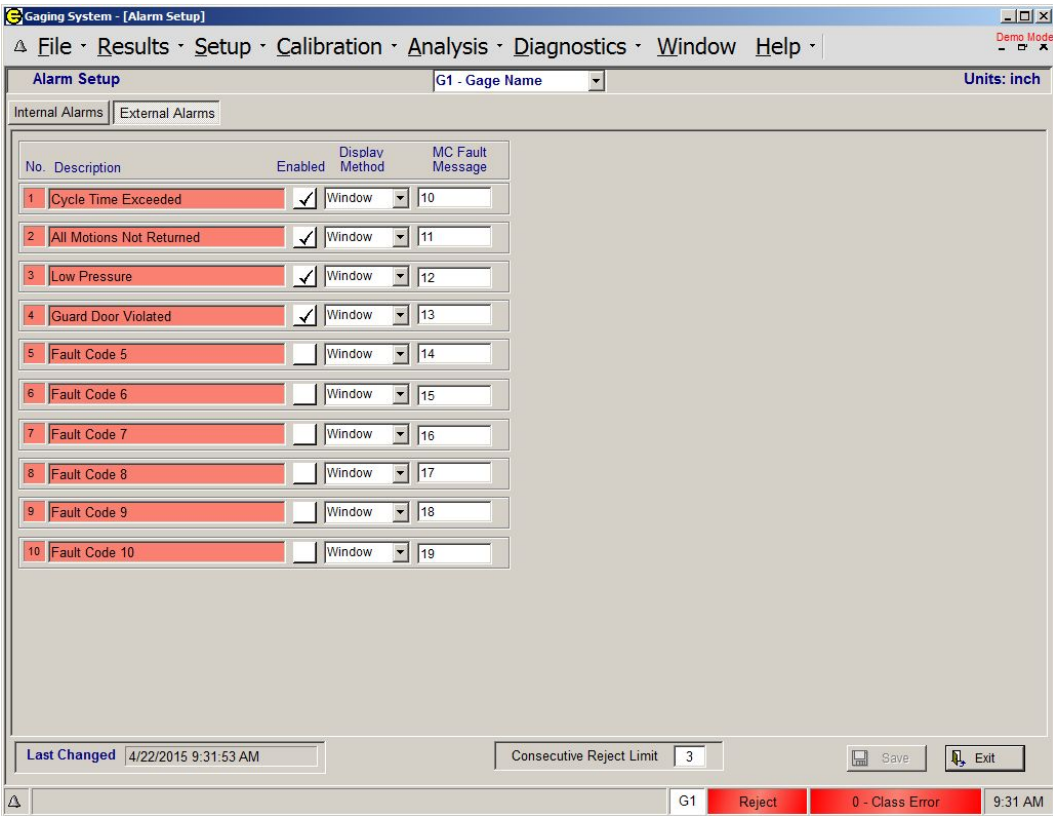 Gaging System - [Alarm Setup]
File · Results · Setup · Calibration · Analysis · Diagnostics · Window Help ·
Demo Mode
Alarm Setup G1 - Gage Name Units: inch
Internal Alarms External Alarms
No. Description Enabled Display Method MC Fault Message
1 Cycle Time Exceeded Window 10
2 All Motions Not Returned Window 11
3 Low Pressure Window 12
4 Guard Door Violated Window 13
5 Fault Code 5 Window 14
6 Fault Code 6 Window 15
7 Fault Code 7 Window 16
8 Fault Code 8 Window 17
9 Fault Code 9 Window 18
10 Fault Code 10 Window 19
Last Changed 4/22/2015 9:31:53 AM Consecutive Reject Limit 3 Save Exit
G1 Reject 0 - Class Error 9:31 AM